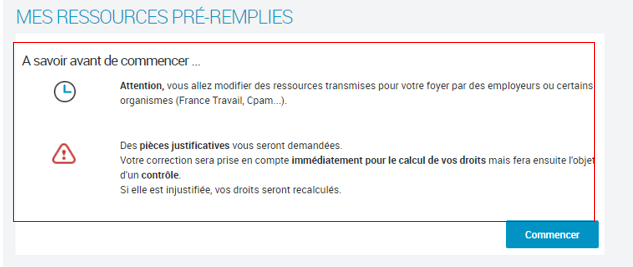 MES RESSOURCES PRÉ-REMPLIES
A savoir avant de commencer ...
Attention, vous allez modifier des ressources transmises pour votre foyer par des employeurs ou certains
organismes (France Travail, Cpam...).
Des pièces justificatives vous seront demandées.
Votre correction sera prise en compte immédiatement pour le calcul de vos droits mais fera ensuite l'objet
d'un contrôle.
Si elle est injustifiée, vos droits seront recalculés.
Commencer